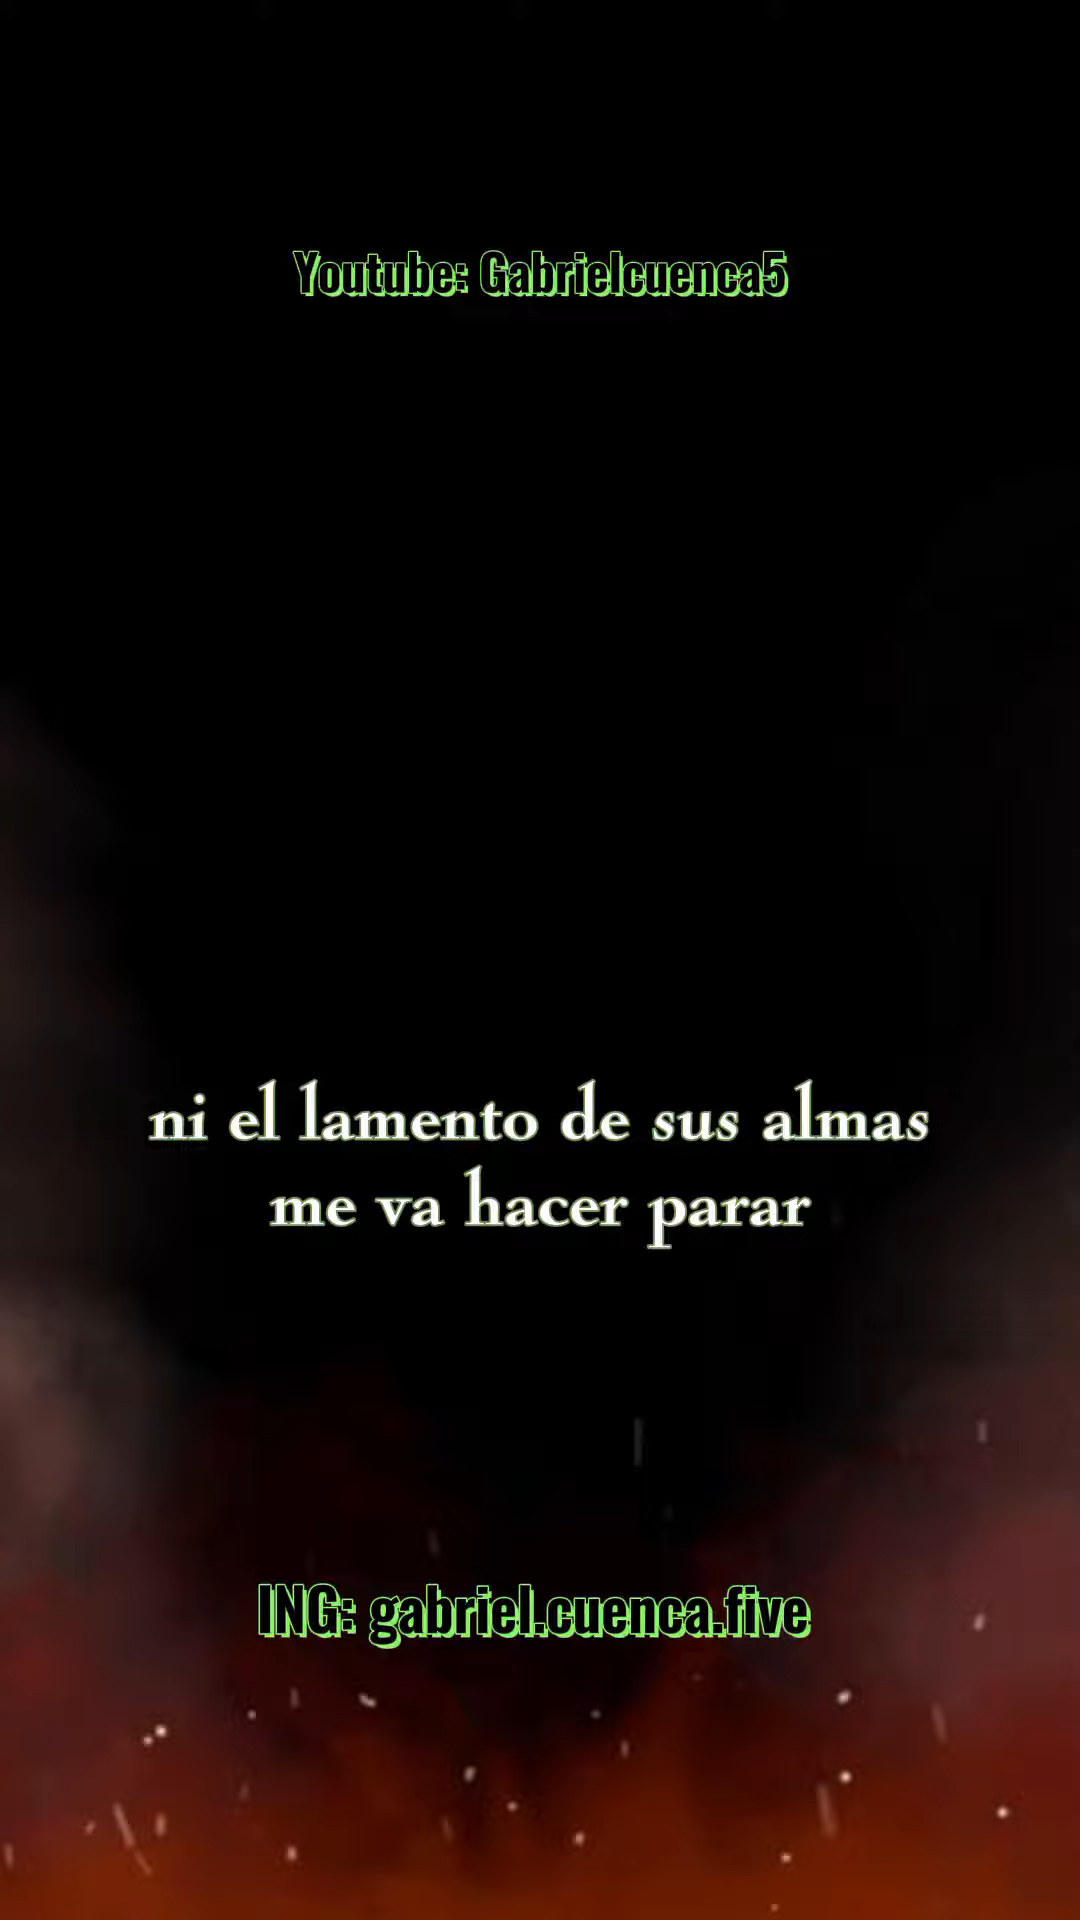 Youtube: Gabrielcuenca5
ni el lamento de sus almas
me va hacer parar
ING: gabriel.cuenca.five